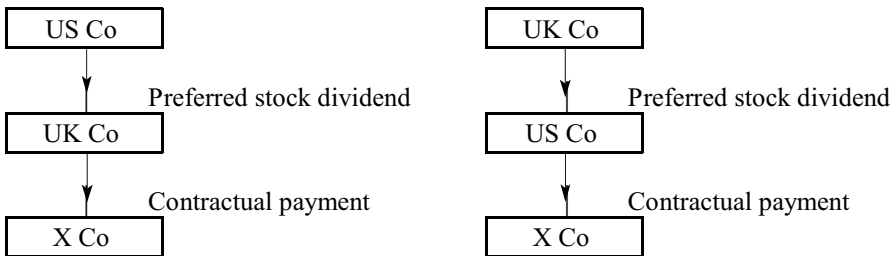 US Co
Preferred stock dividend
UK Co
Contractual payment
X Co
UK Co
Preferred stock dividend
US Co
Contractual payment
X Co